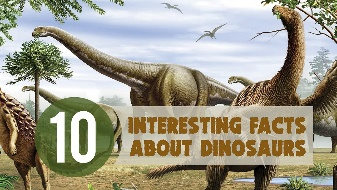 10
INTERESTING FACTS
ABOUT DINOSAURS